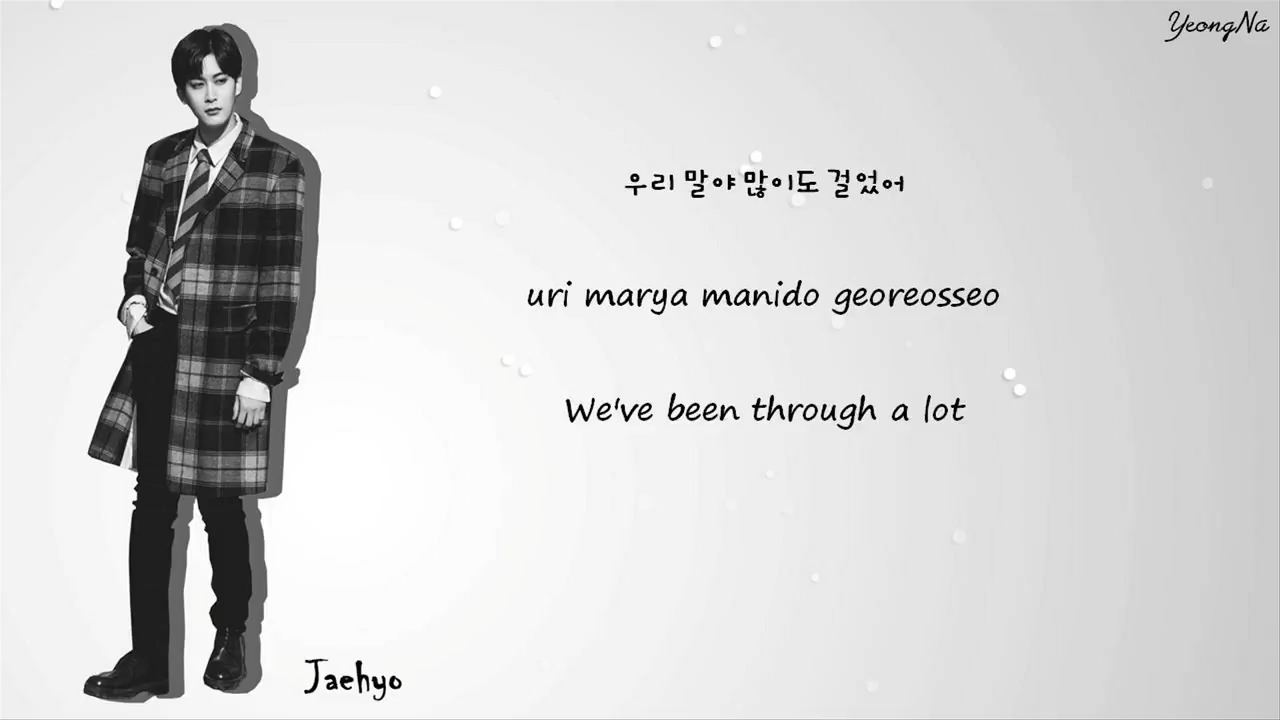 YeongNa
우리 말야 많이도 걸었어
uri marya manido georeosseo
We've been through a lot
Jaehyo